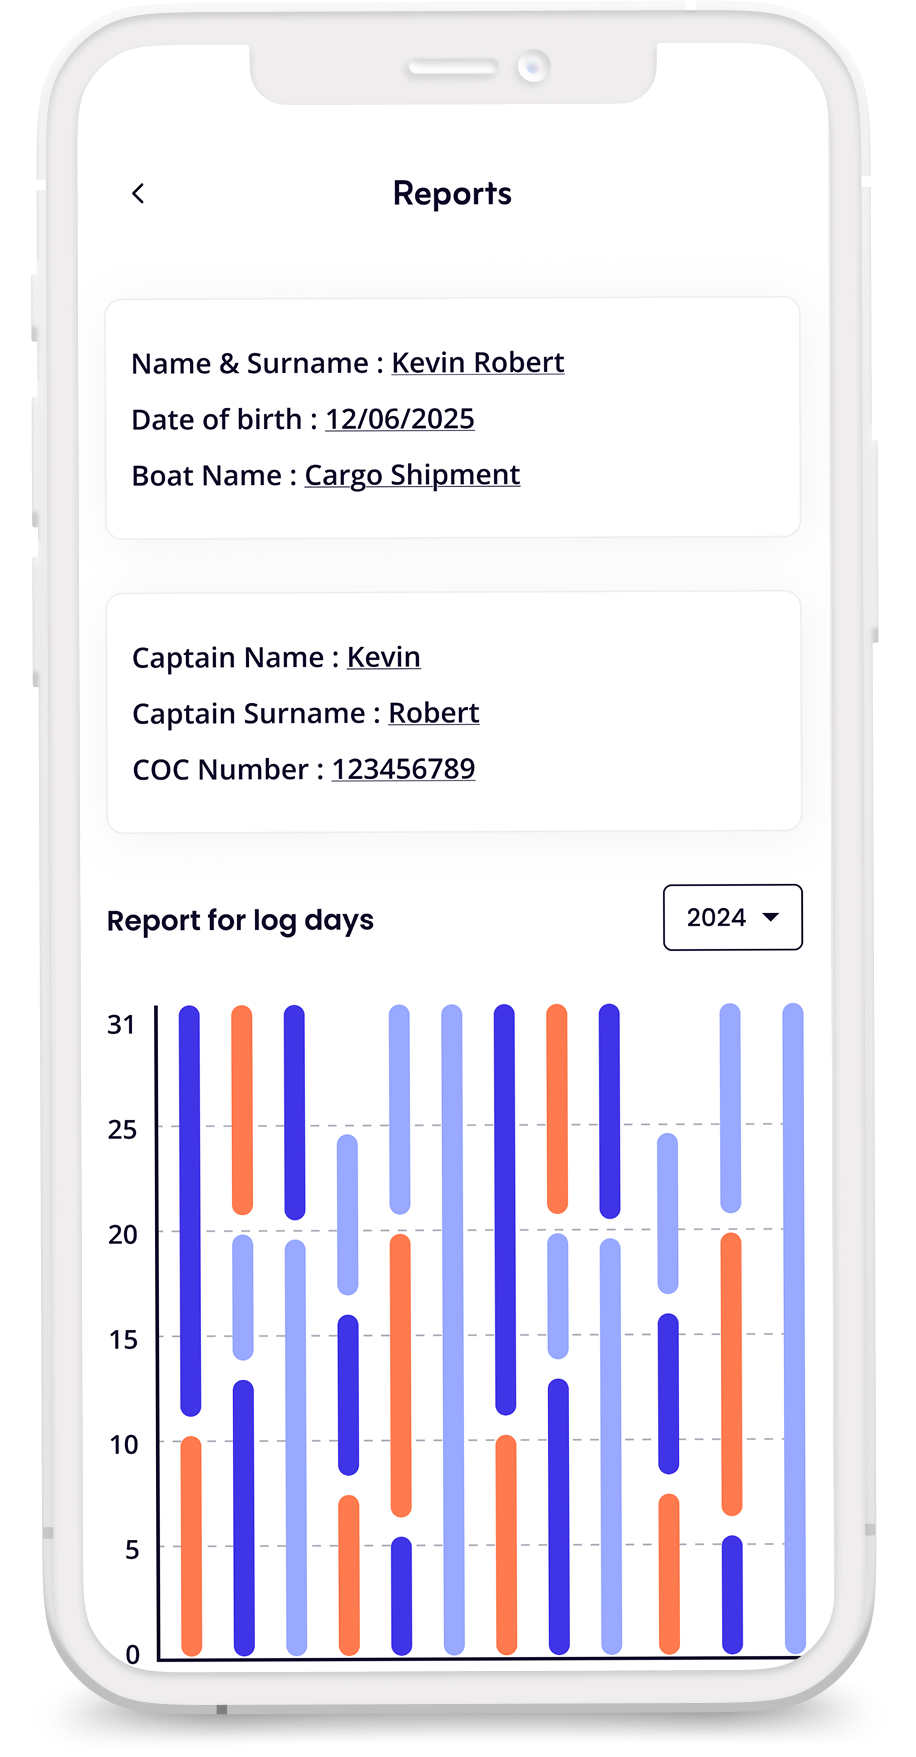 Reports
Name & Surname : Kevin Robert
Date of birth : 12/06/2025
Boat Name : Cargo Shipment
Captain Name : Kevin
Captain Surname : Robert
COC Number : 123456789
Report for log days
2024
31
25
20
15
10
5
0